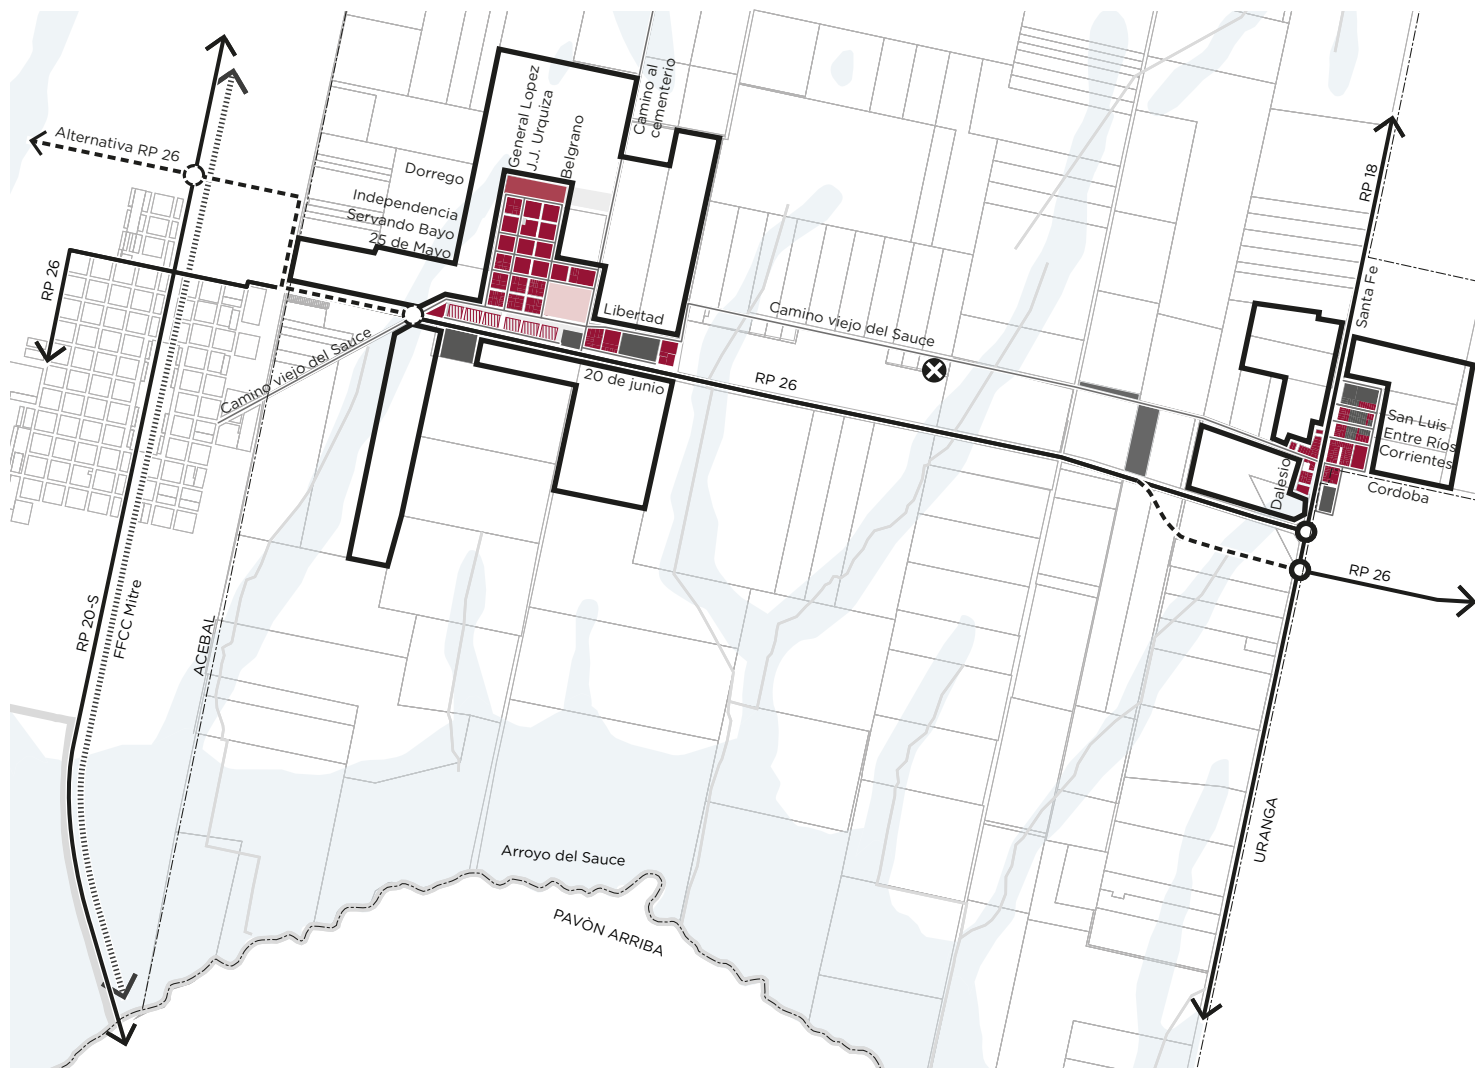 Alternativa RP 26
RP 26
General Lopez
J.J. Urquiza
Belgrano
Camino al
cementerio
Dorrego
Independencia
Servando Bayo
25 de Mayo
Libertad
Camino viejo del Sauce
Camino viejo del Sauce
20 de junio
RP 26
RP 18
Santa Fe
San Luis
Entre Ríos
Corrientes
Cordoba
Dalesio
RP 26
RP 20-S
FFCC Mitre
ACEBAL
URANGA
Arroyo del Sauce
PAVÒN ARRIBA